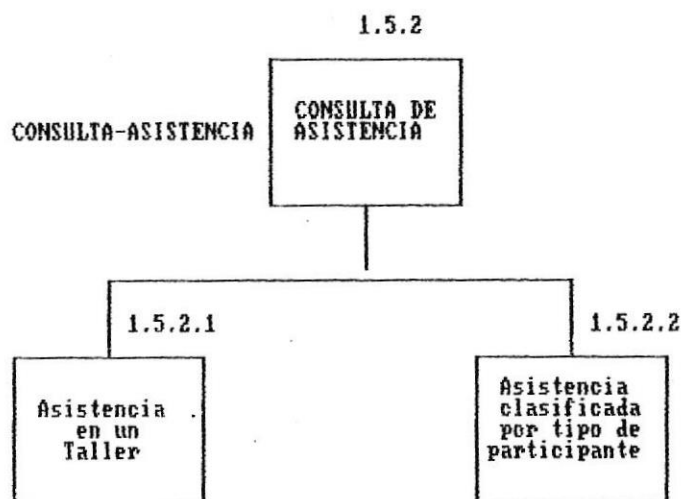 1.5.2
CONSULTA-ASISTENCIA
CONSULTA DE
ASISTENCIA
1.5.2.1
Asistencia
en un
Taller
1.5.2.2
Asistencia
clasificada
por tipo de
participante